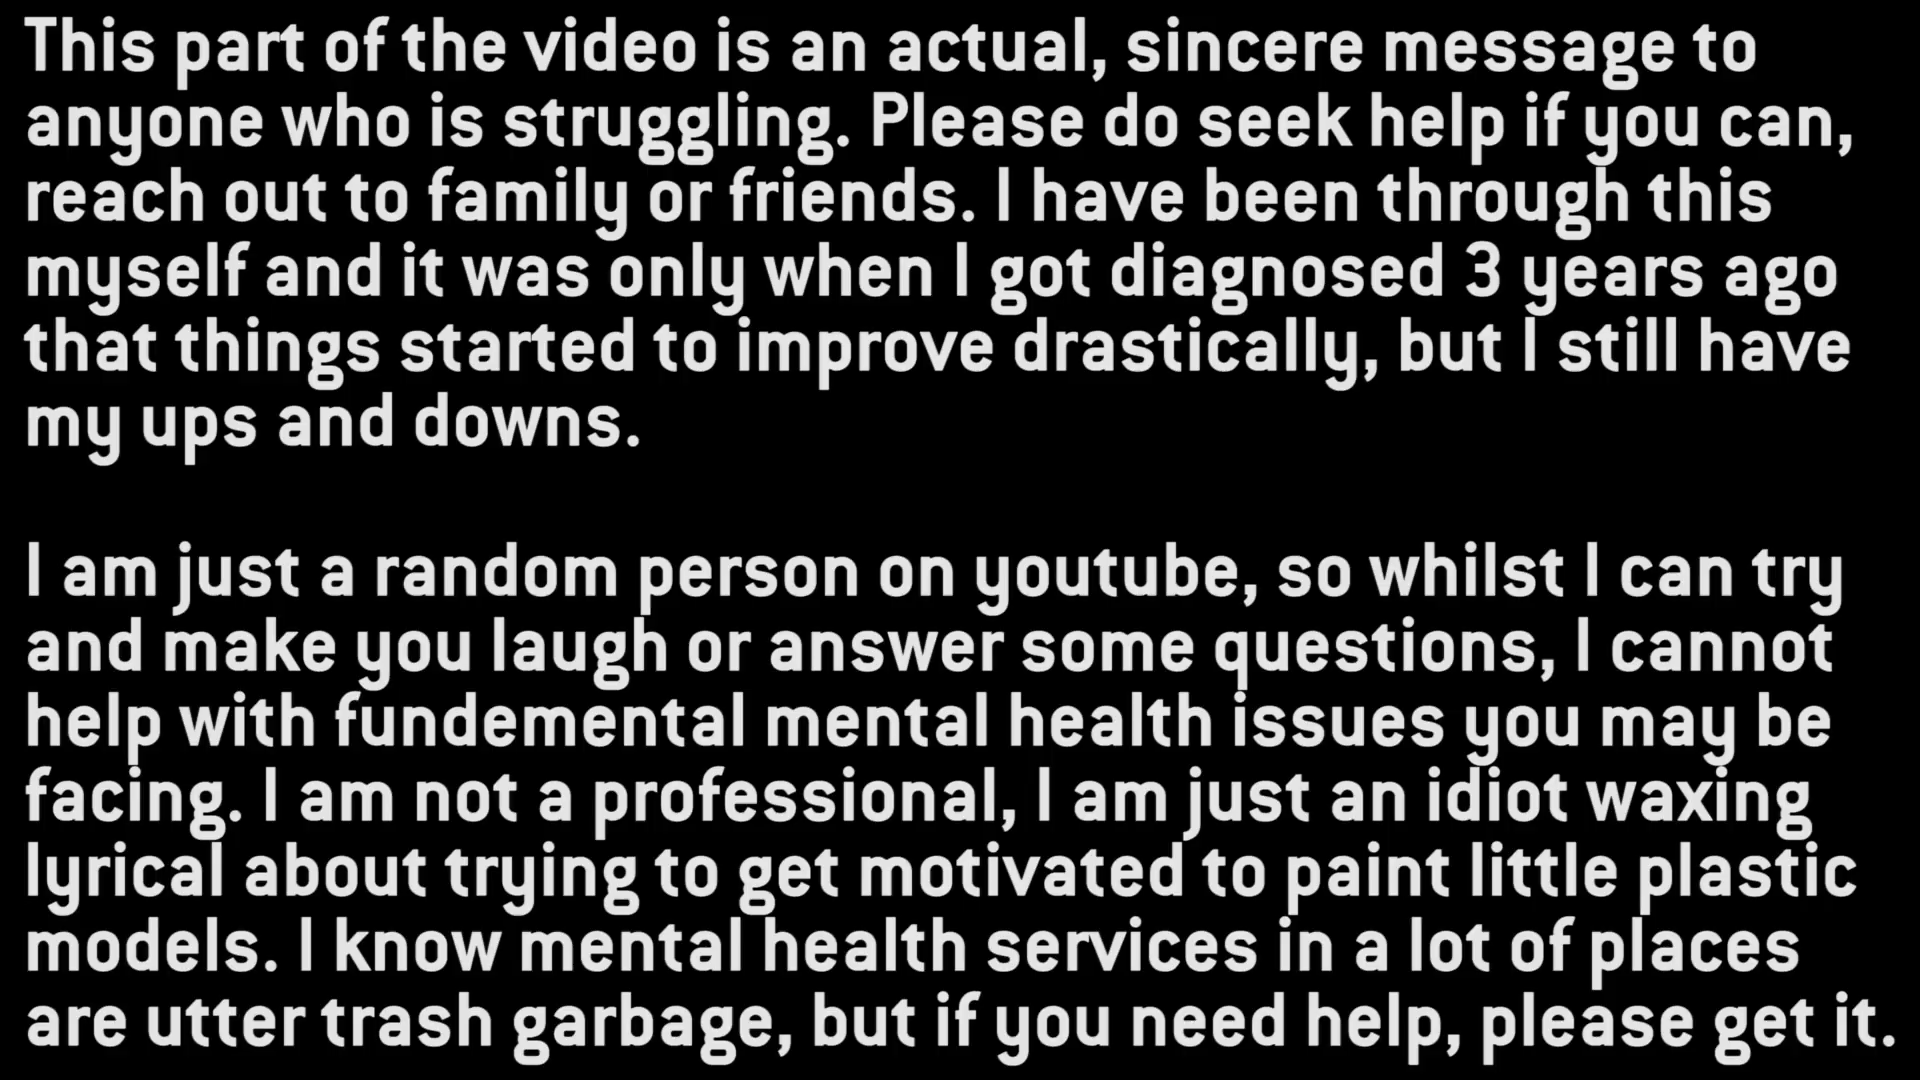 This part of the video is an actual, sincere message to
anyone who is struggling. Please do seek help if you can,
reach out to family or friends. I have been through this
myself and it was only when I got diagnosed 3 years ago
that things started to improve drastically, but I still have
my ups and downs.
I am just a random person on youtube, so whilst I can try
and make you laugh or answer some questions, I cannot
help with fundemental mental health issues you may be
facing. I am not a professional, I am just an idiot waxing
lyrical about trying to get motivated to paint little plastic
models. I know mental health services in a lot of places
are utter trash garbage, but if you need help, please get it.